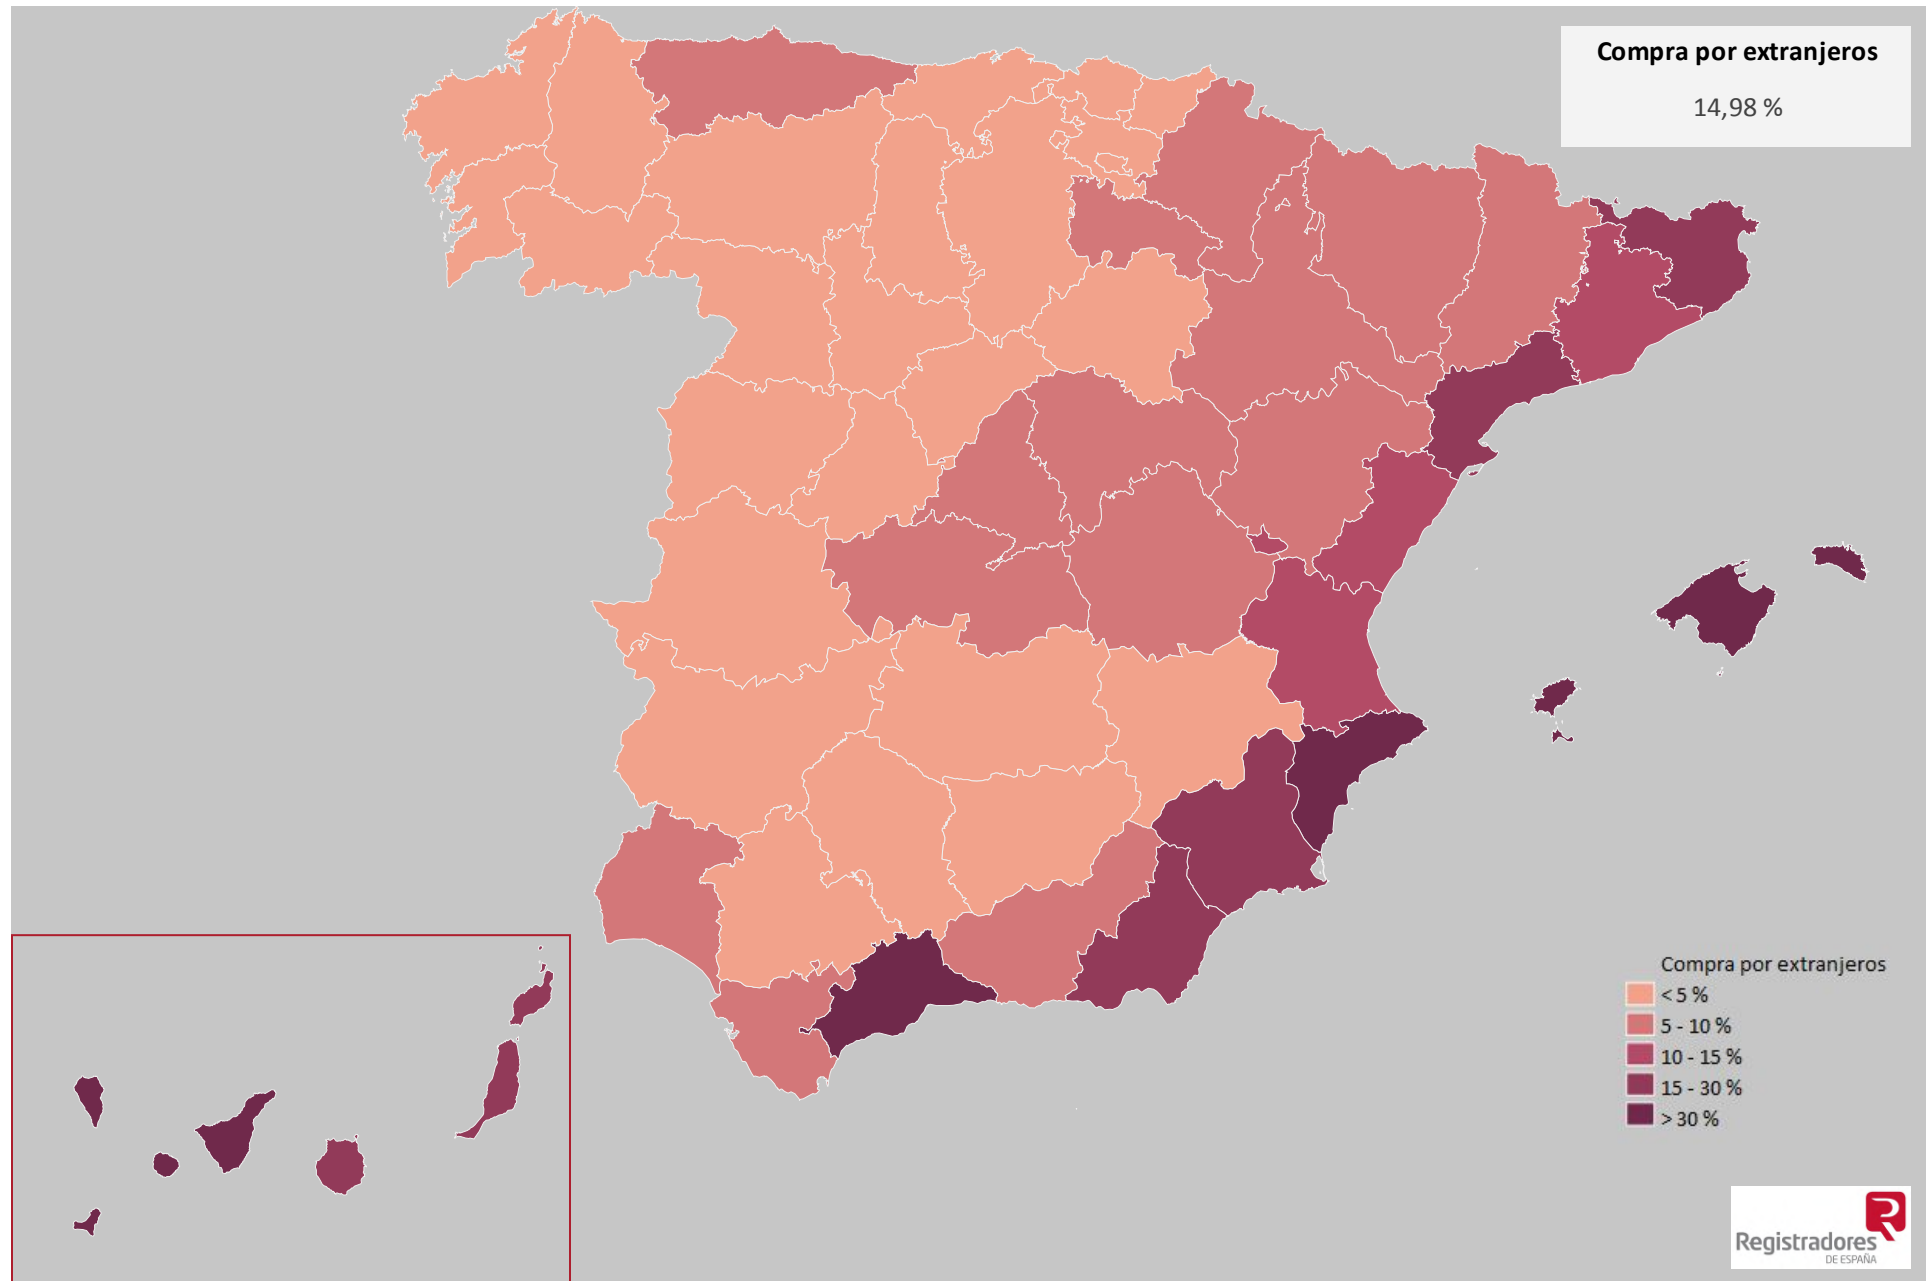 Compra por extranjeros
14,98 %
Compra por extranjeros
< 5 %
5 - 10 %
10 - 15 %
15 - 30 %
> 30 %
Registradores
DE ESPAÑA